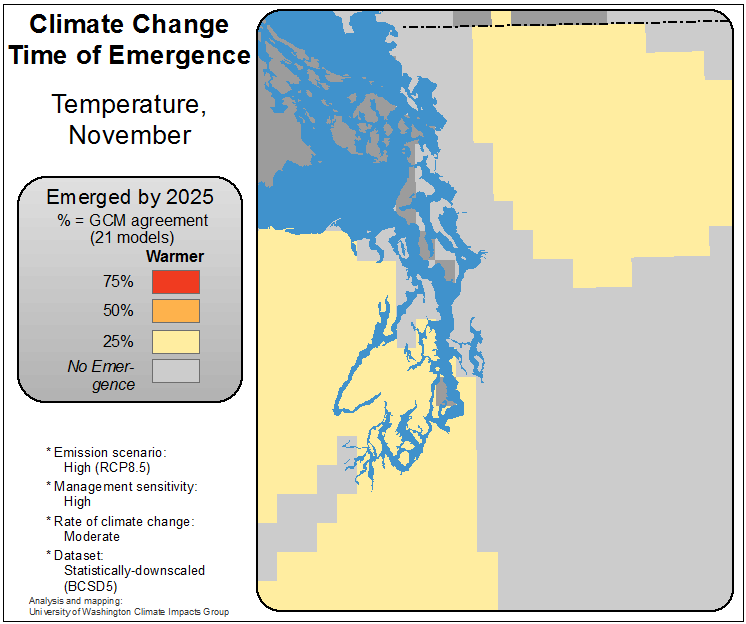 Climate Change
Time of Emergence
Temperature,
November
Emerged by 2025
% = GCM agreement
(21 models)
Warmer
75%
50%
25%
No Emer-
gence
* Emission scenario:
High (RCP8.5)
* Management sensitivity:
High
* Rate of climate change:
Moderate
* Dataset:
Statistically-downscaled
(BCSD5)
Analysis and mapping:
University of Washington Climate Impacts Group